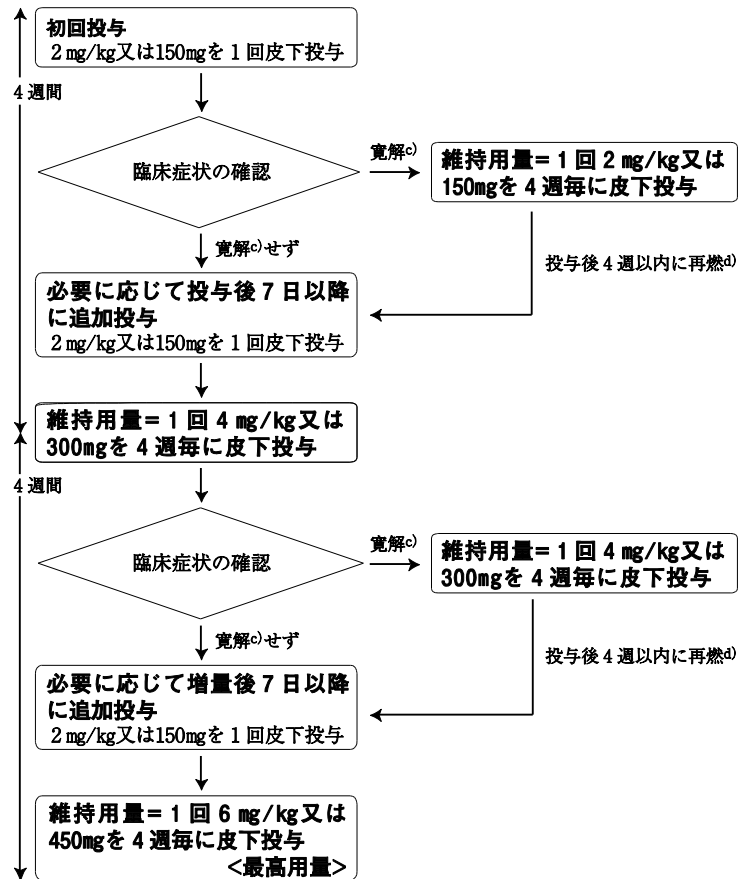 初回投与
2mg/kg又は150mgを1回皮下投与
4週間
臨床症状の確認
寛解c)
維持用量=1回2mg/kg又は
150mgを4週毎に皮下投与
寛解c)せず
投与後4週以内に再燃d)
必要に応じて投与後7日以降
に追加投与
2mg/kg又は150mgを1回皮下投与
維持用量=1回4mg/kg又は
300mgを4週毎に皮下投与
4週間
臨床症状の確認
寛解c)
維持用量=1回4mg/kg又は
300mgを4週毎に皮下投与
寛解c)せず
投与後4週以内に再燃d)
必要に応じて増量後7日以降
に追加投与
2mg/kg又は150mgを1回皮下投与
維持用量=1回6mg/kg又は
450mgを4週毎に皮下投与
<最高用量>